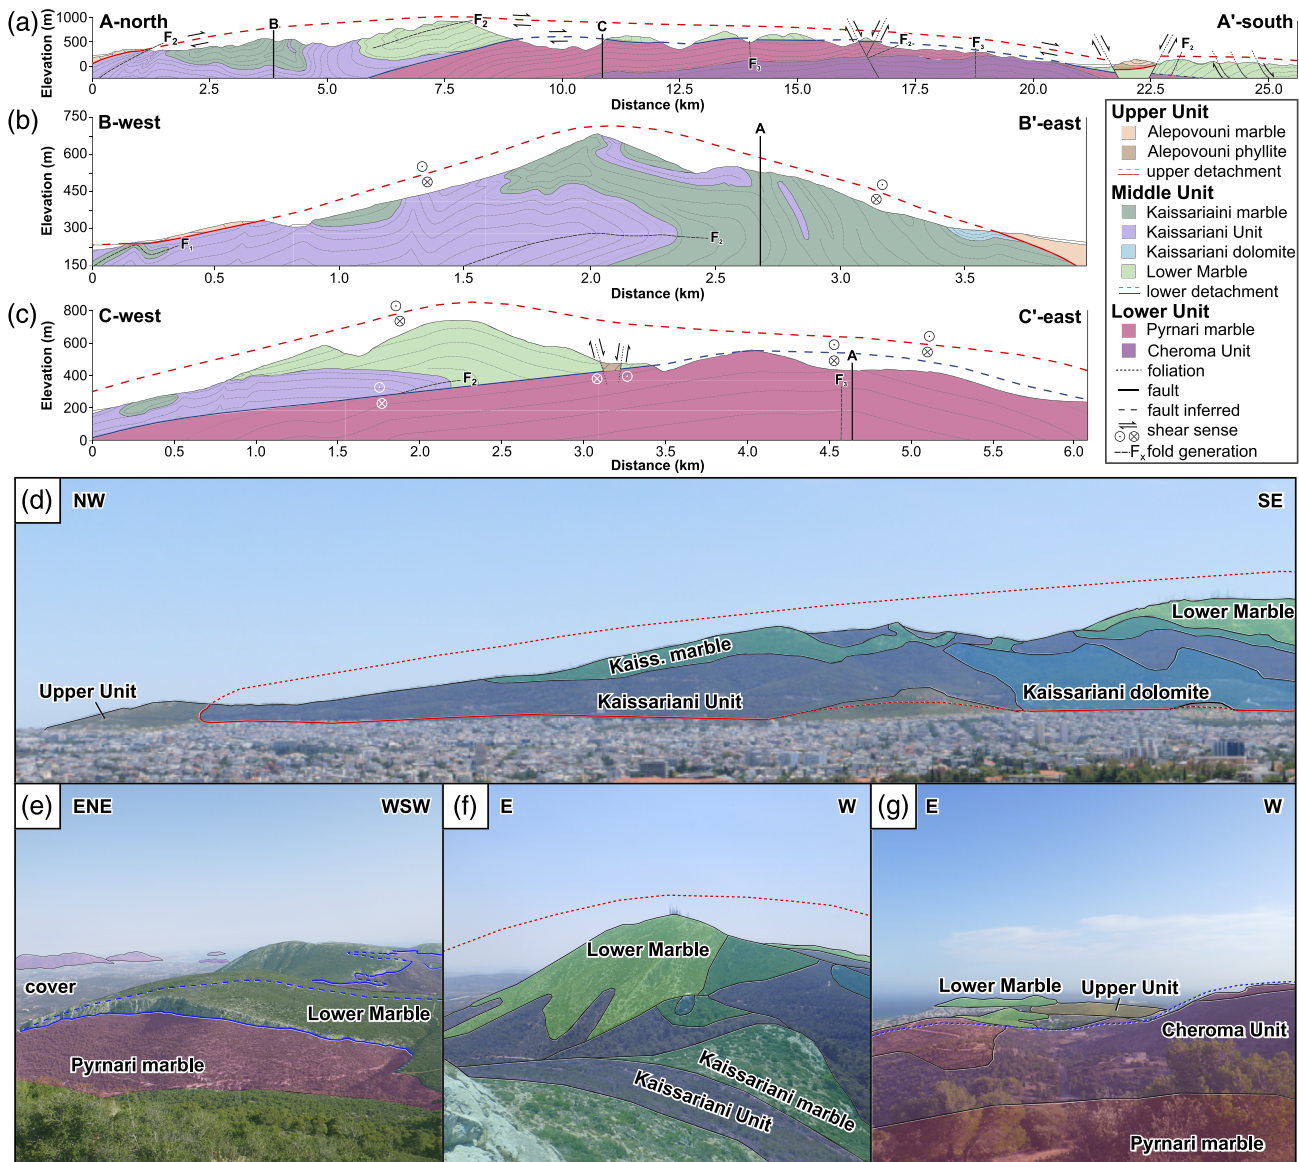 (a)
A-north
A'-south
Elevation (m)
1000
500
0
F2
B
F2
C
F3
F2
F3
F2
0
2.5
5.0
7.5
10.0
12.5
15.0
17.5
20.0
22.5
25.0
Distance (km)
(b)
B-west
B'-east
Elevation (m)
750
600
450
300
150
A
F1
F2
0
0.5
1.0
1.5
2.0
2.5
3.0
3.5
Distance (km)
(c)
C-west
C'-east
Elevation (m)
800
600
400
200
0
F2
F3
A
0
0.5
1.0
1.5
2.0
2.5
3.0
3.5
4.0
4.5
5.0
5.5
6.0
Distance (km)
Upper Unit
Alepovouni marble
Alepovouni phyllite
upper detachment
Middle Unit
Kaissariaini marble
Kaissariani Unit
Kaissariani dolomite
Lower Marble
lower detachment
Lower Unit
Pyrnari marble
Cheroma Unit
foliation
fault
fault inferred
shear sense
Fx fold generation
(d)
NW
SE
Lower Marble
Kaiss. marble
Upper Unit
Kaissariani Unit
Kaissariani dolomite
(e)
ENE
WSW
cover
Lower Marble
Pyrnari marble
(f)
E
W
Lower Marble
Kaissariani marble
Kaissariani Unit
(g)
E
W
Lower Marble
Upper Unit
Cheroma Unit
Pyrnari marble